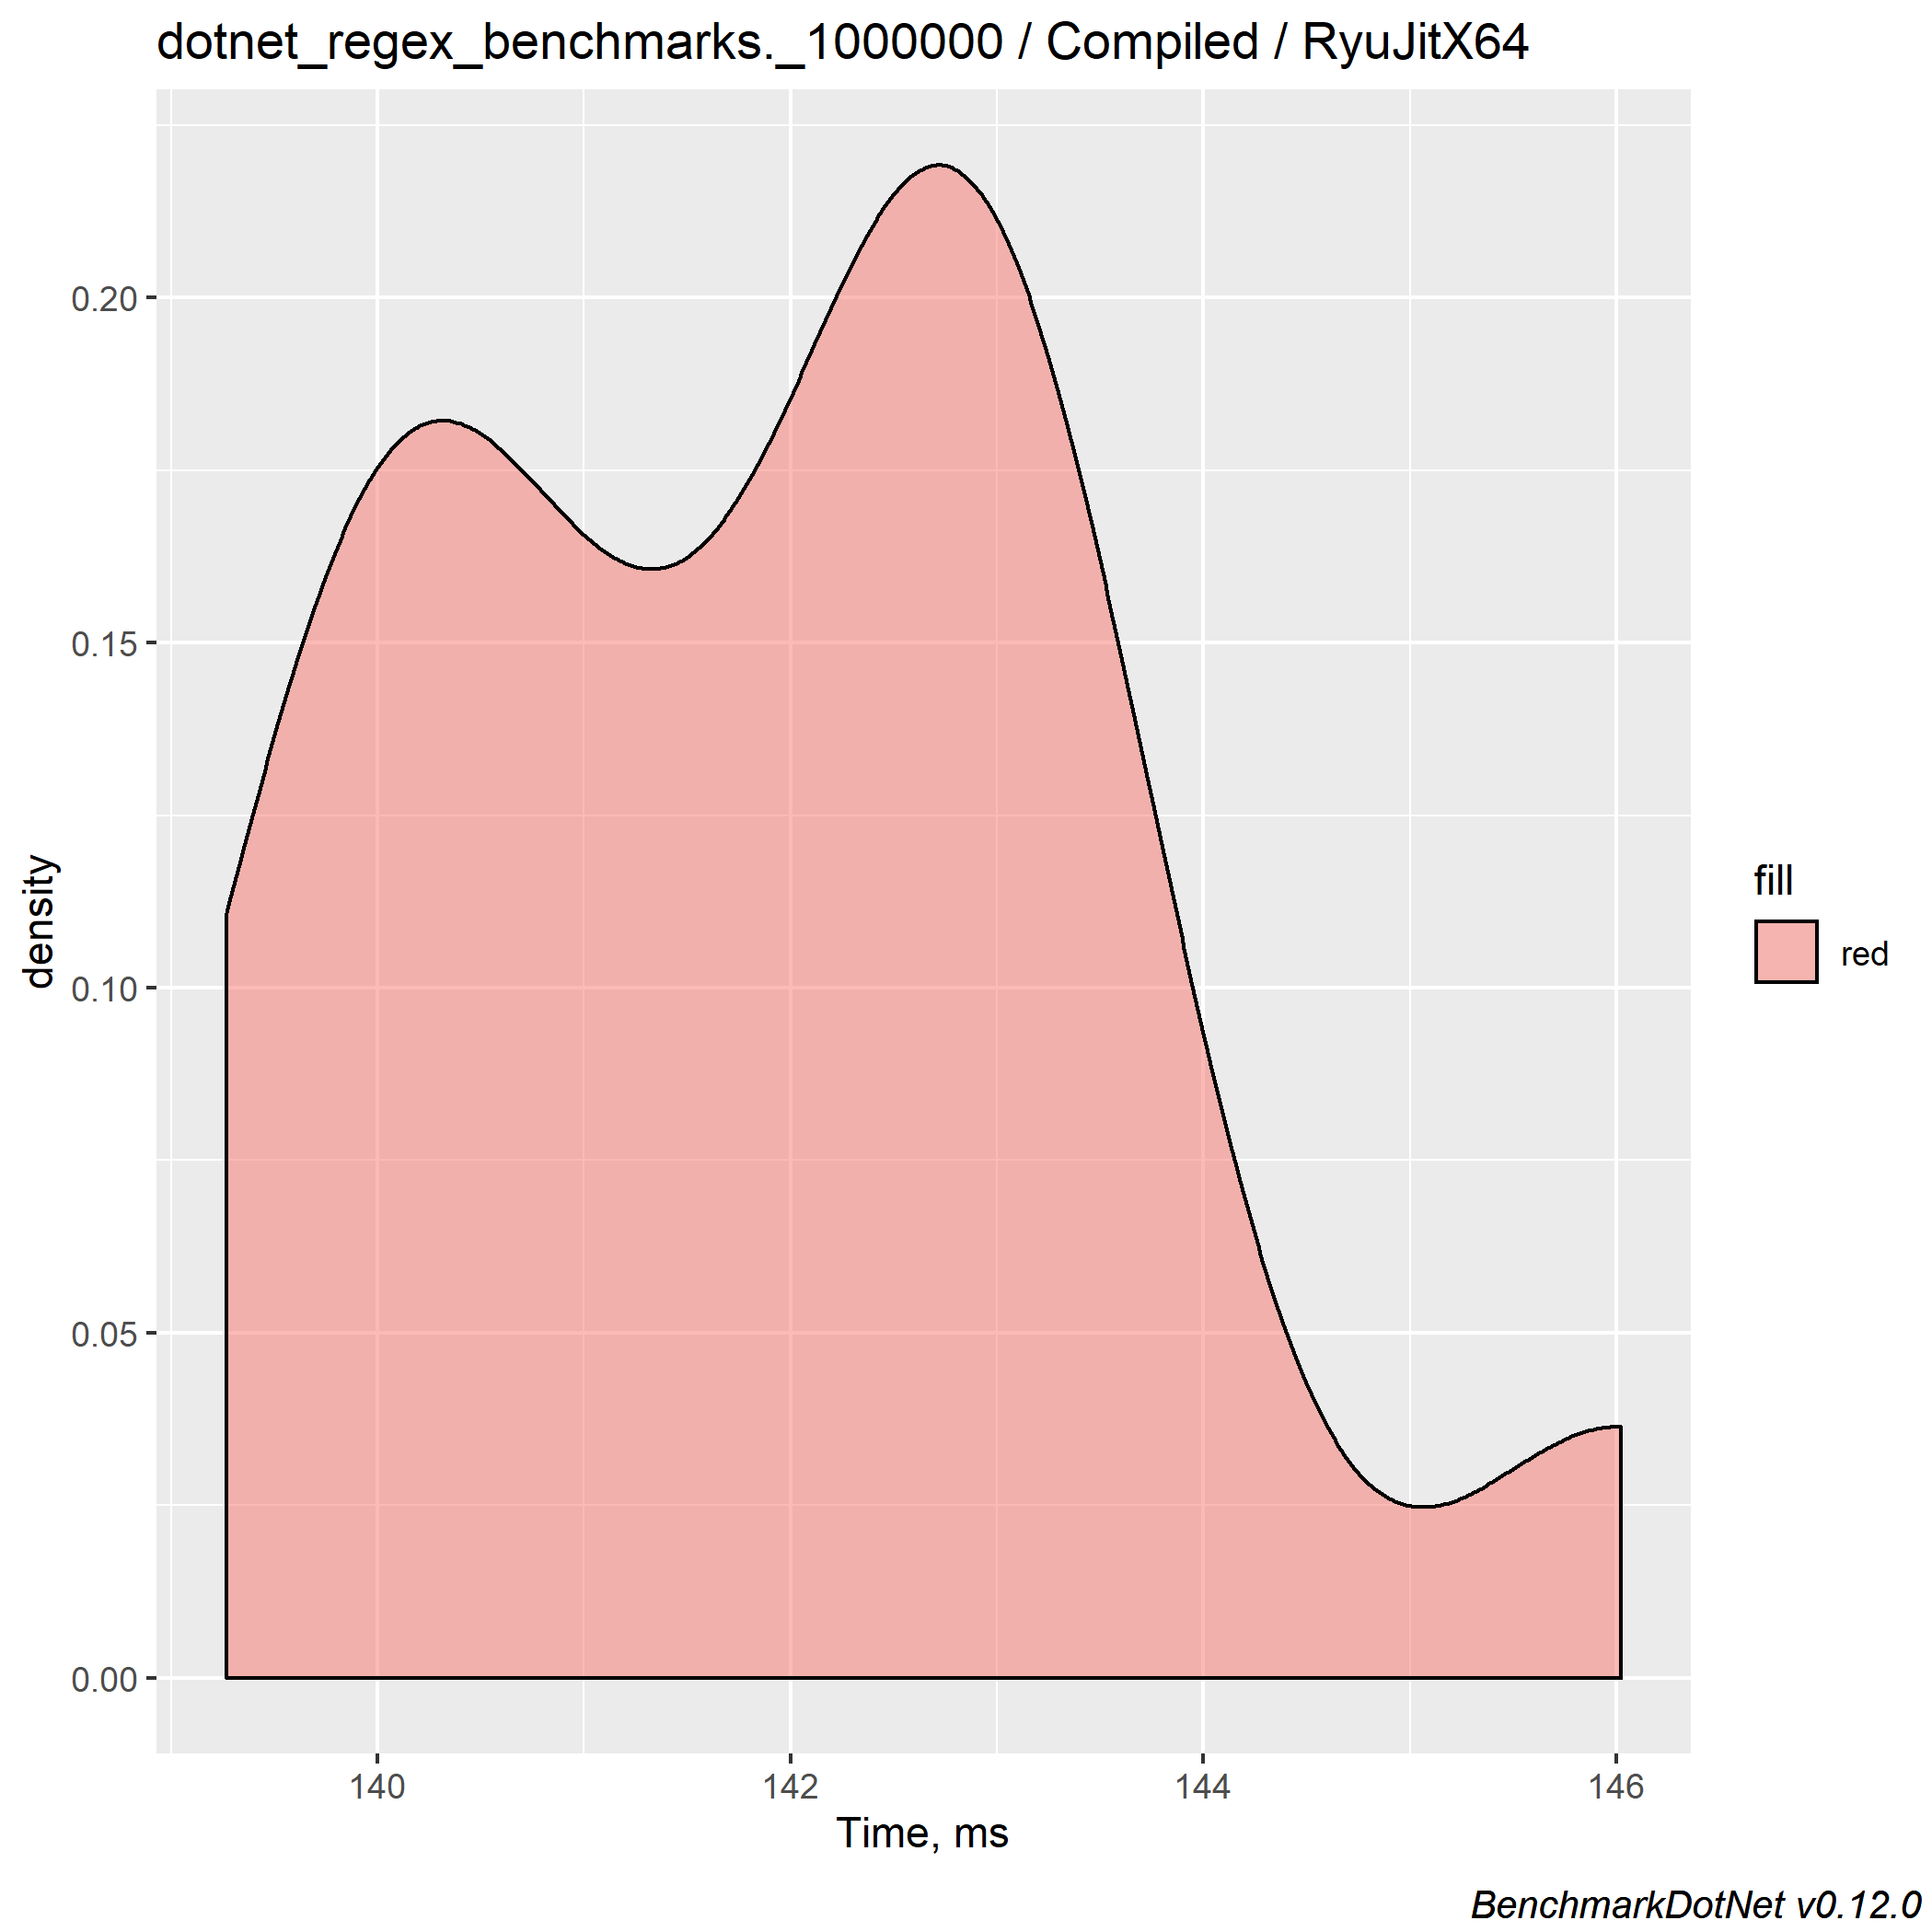 dotnet_regex_benchmarks._1000000 / Compiled / RyuJitX64
0.20
0.15
0.10
0.05
0.00
density
140 142 144 146
Time, ms
fill
red
BenchmarkDotNet v0.12.0